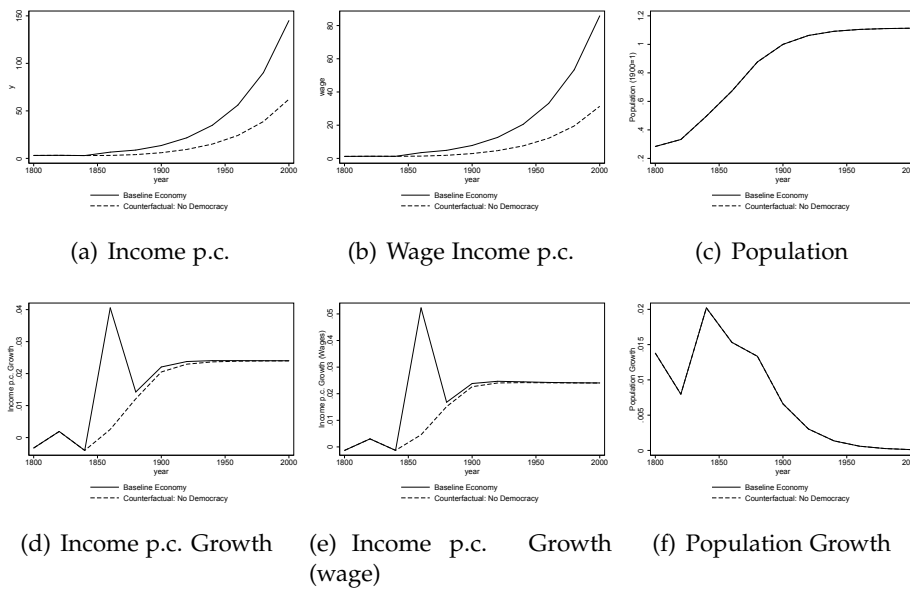 150
100
50
0
y
1800 1850 1900 1950 2000
year
Baseline Economy
Counterfactual: No Democracy
(a) Income p.c.
80
60
40
20
0
wage
1800 1850 1900 1950 2000
year
Baseline Economy
Counterfactual: No Democracy
(b) Wage Income p.c.
1.2
1
.8
.6
.4
.2
Population (1900=1)
1800 1850 1900 1950 2000
year
Baseline Economy
Counterfactual: No Democracy
(c) Population
.04
.03
.02
.01
0
Income p.c. Growth
1800 1850 1900 1950 2000
year
Baseline Economy
Counterfactual: No Democracy
(d) Income p.c. Growth
.05
.04
.03
.02
.01
0
Income p.c. Growth (Wages)
1800 1850 1900 1950 2000
year
Baseline Economy
Counterfactual: No Democracy
(e) Income p.c. Growth
(wage)
.02
.015
.01
.005
0
Population Growth
1800 1850 1900 1950 2000
year
Baseline Economy
Counterfactual: No Democracy
(f) Population Growth